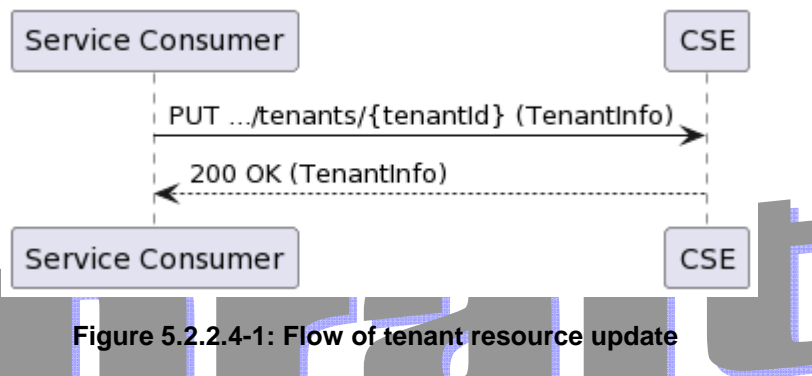 Service Consumer CSE
PUT .../tenants/{tenantId} (TenantInfo)
200 OK (TenantInfo)
Service Consumer CSE
Figure 5.2.2.4-1: Flow of tenant resource update